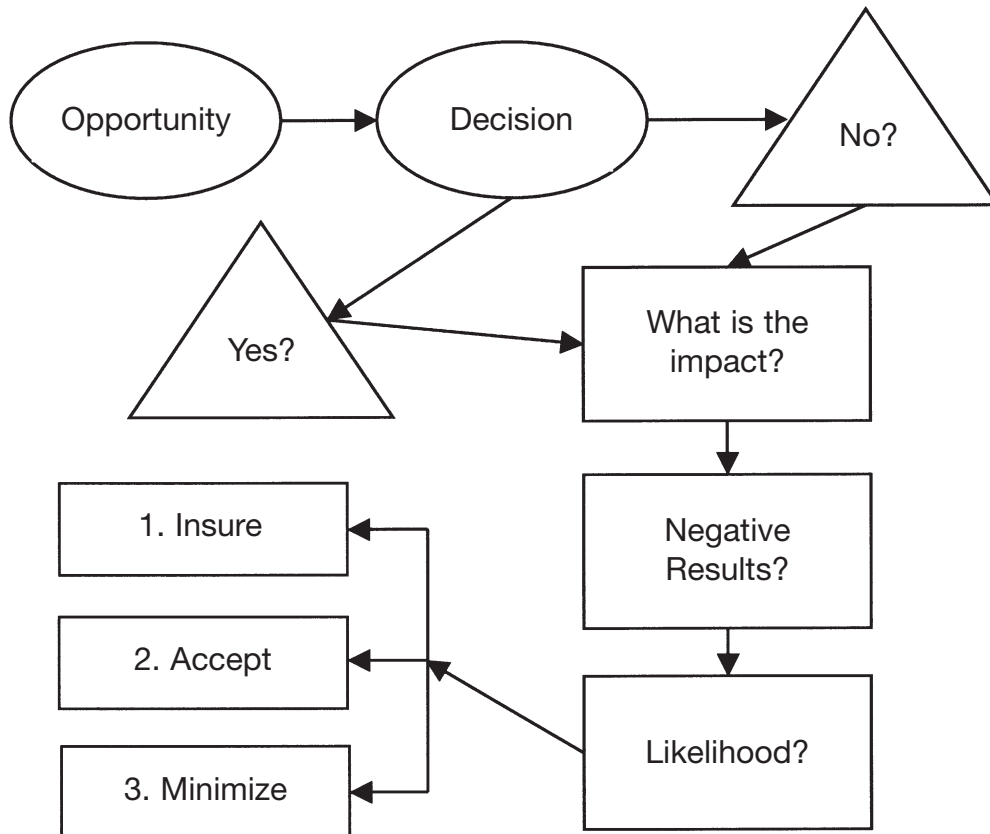 Opportunity
Decision
No?
Yes?
What is the
impact?
Negative
Results?
Likelihood?
1. Insure
2. Accept
3. Minimize